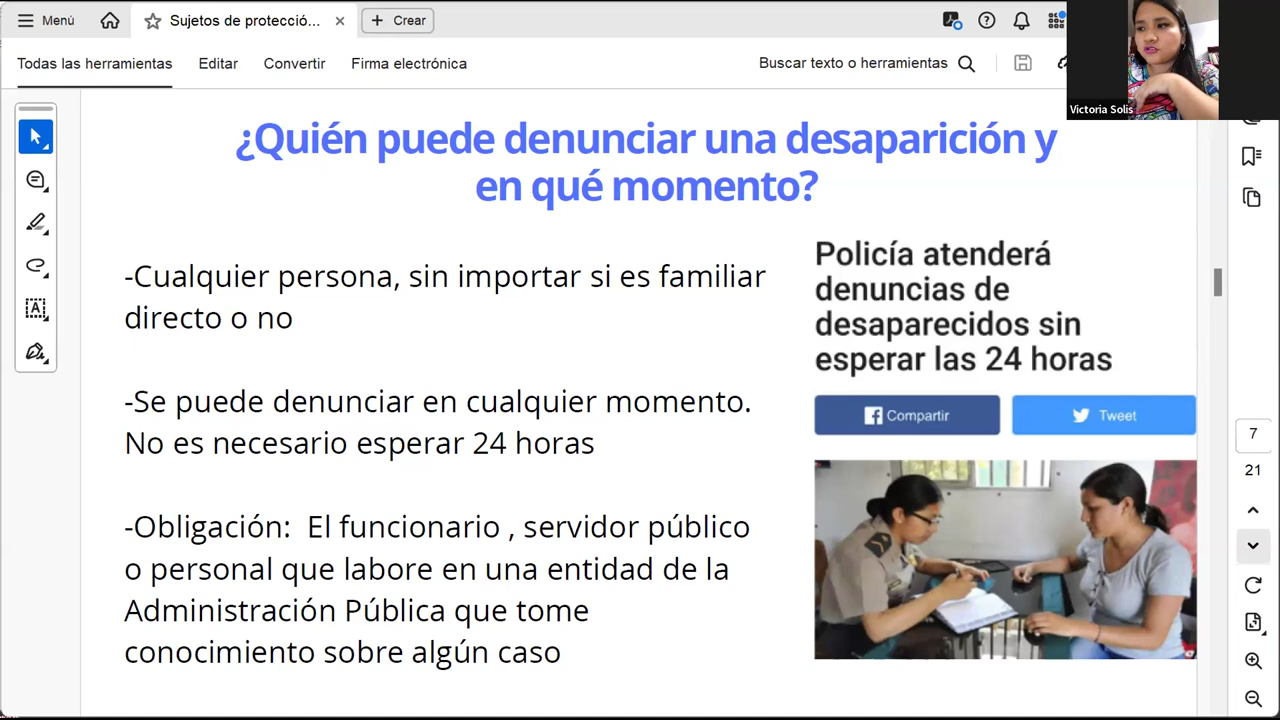 Menú
Sujetos de protecció...
Crear
Todas las herramientas
Editar
Convertir
Firma electrónica
Buscar texto o herramientas
Victoria Solis
¿Quién puede denunciar una desaparición y
en qué momento?
-Cualquier persona, sin importar si es familiar
directo o no
-Se puede denunciar en cualquier momento.
No es necesario esperar 24 horas
-Obligación:  El funcionario , servidor público
o personal que labore en una entidad de la
Administración Pública que tome
conocimiento sobre algún caso
Policía atenderá
denuncias de
desaparecidos sin
esperar las 24 horas
Compartir
Tweet
7
21